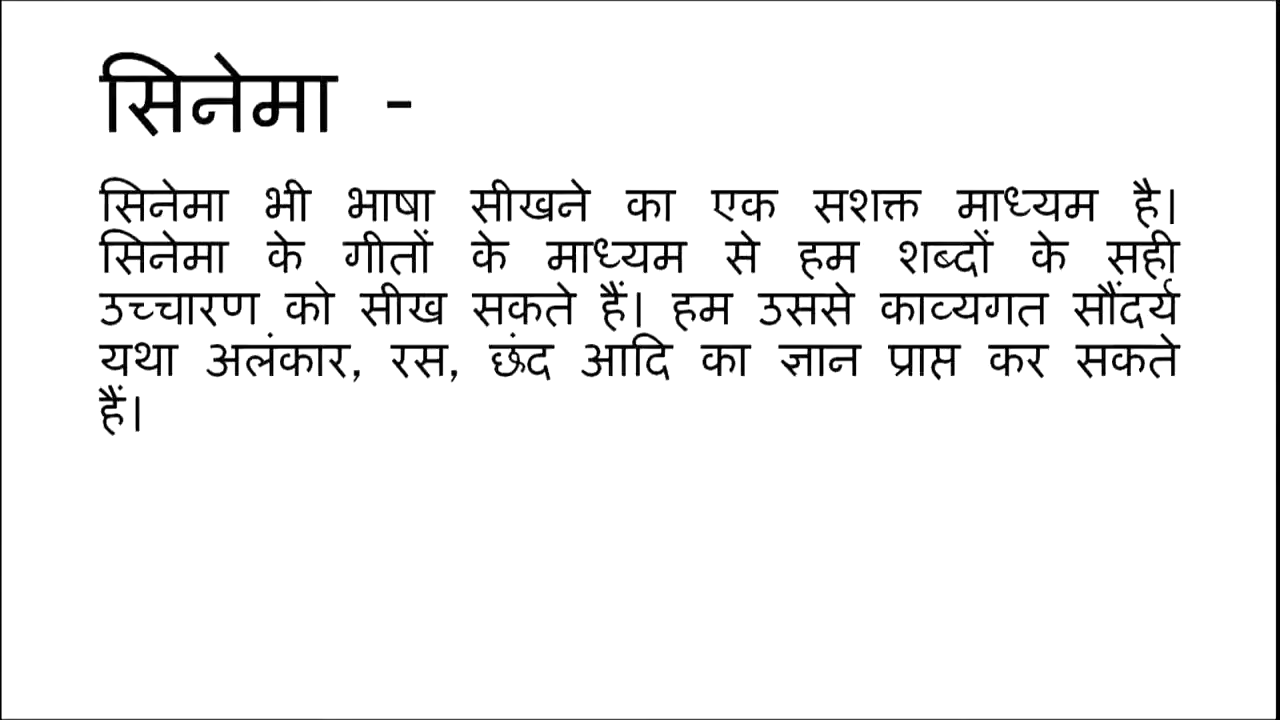 सिनेमा -
सिनेमा भी भाषा सीखने का एक सशक्त माध्यम है।
सिनेमा के गीतों के माध्यम से हम शब्दों के सही
उच्चारण को सीख सकते हैं। हम उससे काव्यगत सौंदर्य
यथा अलंकार, रस, छंद आदि का ज्ञान प्राप्त कर सकते
हैं।